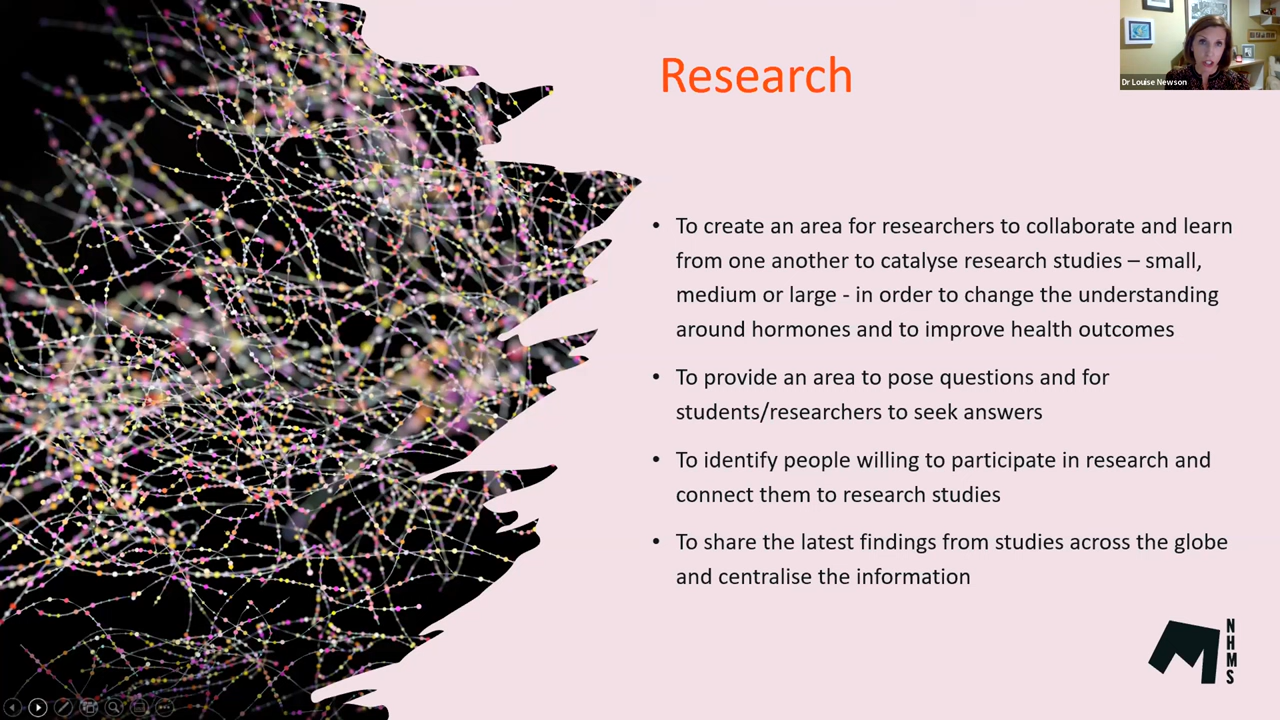 Research
Dr Louise Newson
• To create an area for researchers to collaborate and learn
from one another to catalyse research studies – small,
medium or large - in order to change the understanding
around hormones and to improve health outcomes
• To provide an area to pose questions and for
students/researchers to seek answers
• To identify people willing to participate in research and
connect them to research studies
• To share the latest findings from studies across the globe
and centralise the information
NHMS